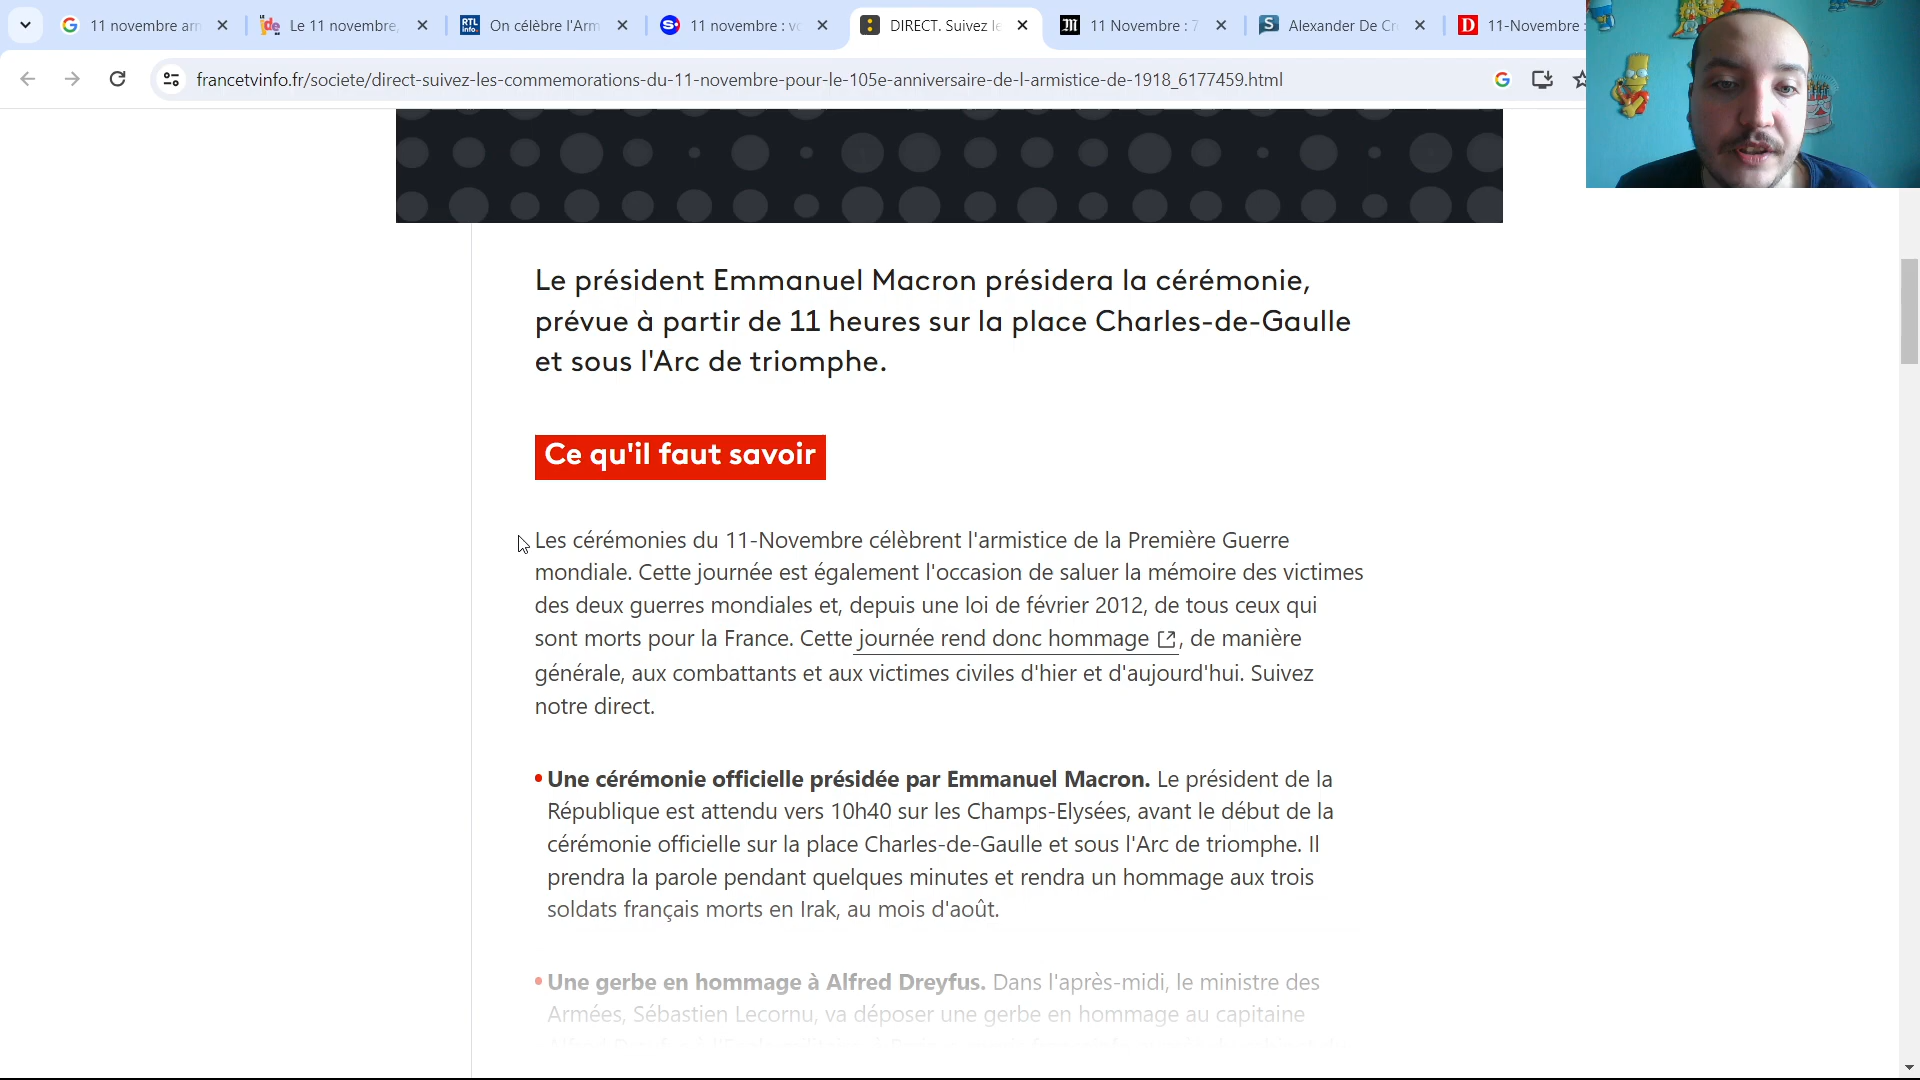 11 novembre arm
Le 11 novembre,
RTL info. On célèbre l'Arm
11 novembre : vo
DIRECT. Suivez le
11 Novembre : 7
Alexander De Cr
11-Novembre :
francetvinfo.fr/societe/direct-suivez-les-commemorations-du-11-novembre-pour-le-105e-anniversaire-de-l-armistice-de-1918_6177459.html
Le président Emmanuel Macron présidera la cérémonie,
prévue à partir de 11 heures sur la place Charles-de-Gaulle
et sous l'Arc de triomphe.
Ce qu'il faut savoir
Les cérémonies du 11-Novembre célèbrent l'armistice de la Première Guerre
mondiale. Cette journée est également l'occasion de saluer la mémoire des victimes
des deux guerres mondiales et, depuis une loi de février 2012, de tous ceux qui
sont morts pour la France. Cette journée rend donc hommage, de manière
générale, aux combattants et aux victimes civiles d'hier et d'aujourd'hui. Suivez
notre direct.
• Une cérémonie officielle présidée par Emmanuel Macron. Le président de la
République est attendu vers 10h40 sur les Champs-Elysées, avant le début de la
cérémonie officielle sur la place Charles-de-Gaulle et sous l'Arc de triomphe. Il
prendra la parole pendant quelques minutes et rendra un hommage aux trois
soldats français morts en Irak, au mois d'août.
• Une gerbe en hommage à Alfred Dreyfus. Dans l'après-midi, le ministre des
Armées, Sébastien Lecornu, va déposer une gerbe en hommage au capitaine